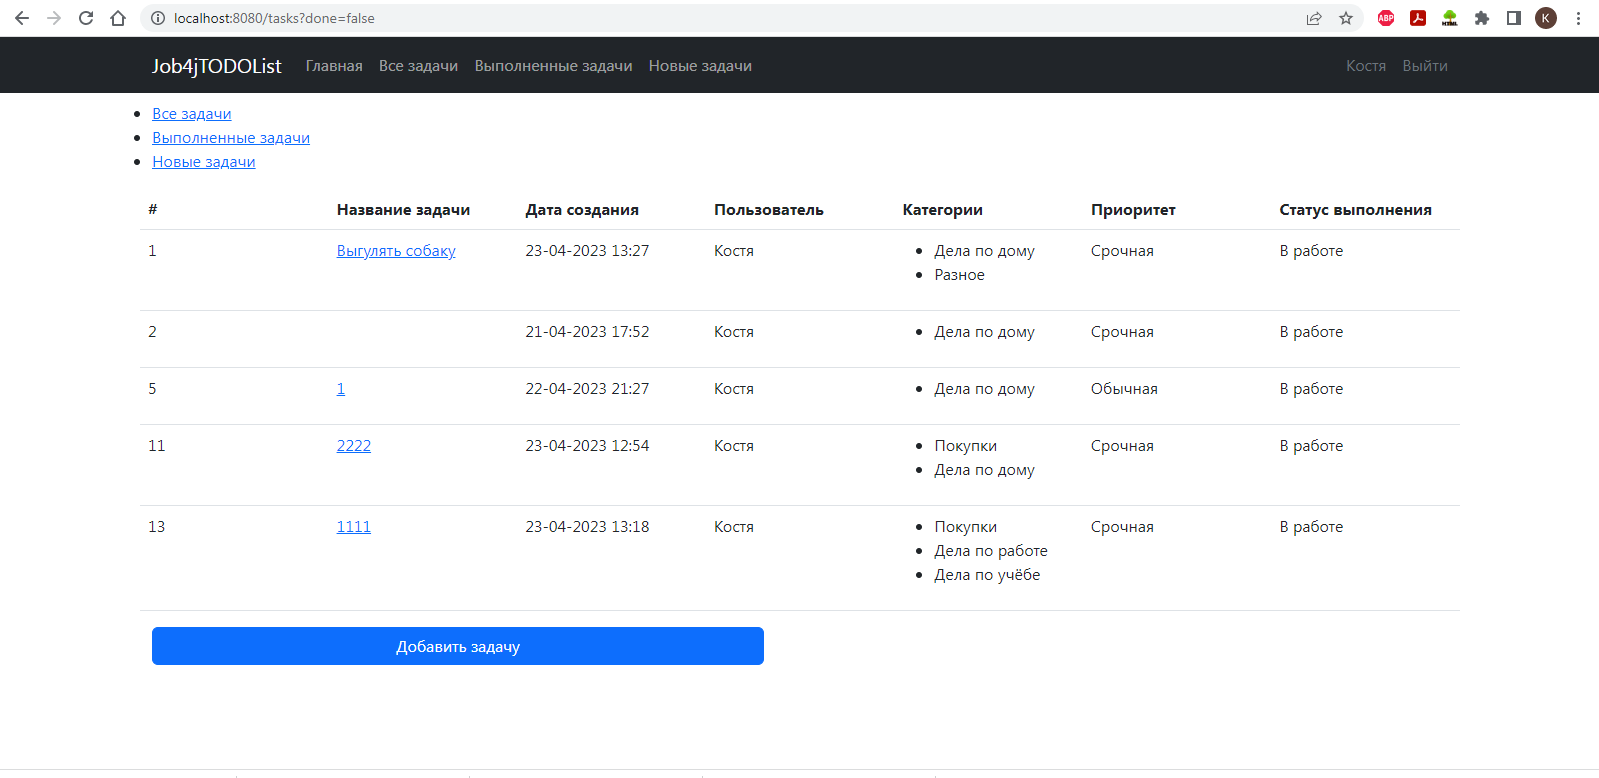 localhost:8080/tasks?done=false
ABP
HTML
K
Job4jTODOList Главная Все задачи Выполненные задачи Новые задачи Костя Выйти
Все задачи
Выполненные задачи
Новые задачи
# Название задачи Дата создания Пользователь Категории Приоритет Статус выполнения
1 Выгулять собаку 23-04-2023 13:27 Костя Дела по дому Срочная В работе
Разное
2 21-04-2023 17:52 Костя Дела по дому Срочная В работе
5 1 22-04-2023 21:27 Костя Дела по дому Обычная В работе
11 2222 23-04-2023 12:54 Костя Покупки Срочная В работе
Дела по дому
13 1111 23-04-2023 13:18 Костя Покупки Срочная В работе
Дела по работе
Дела по учёбе
Добавить задачу